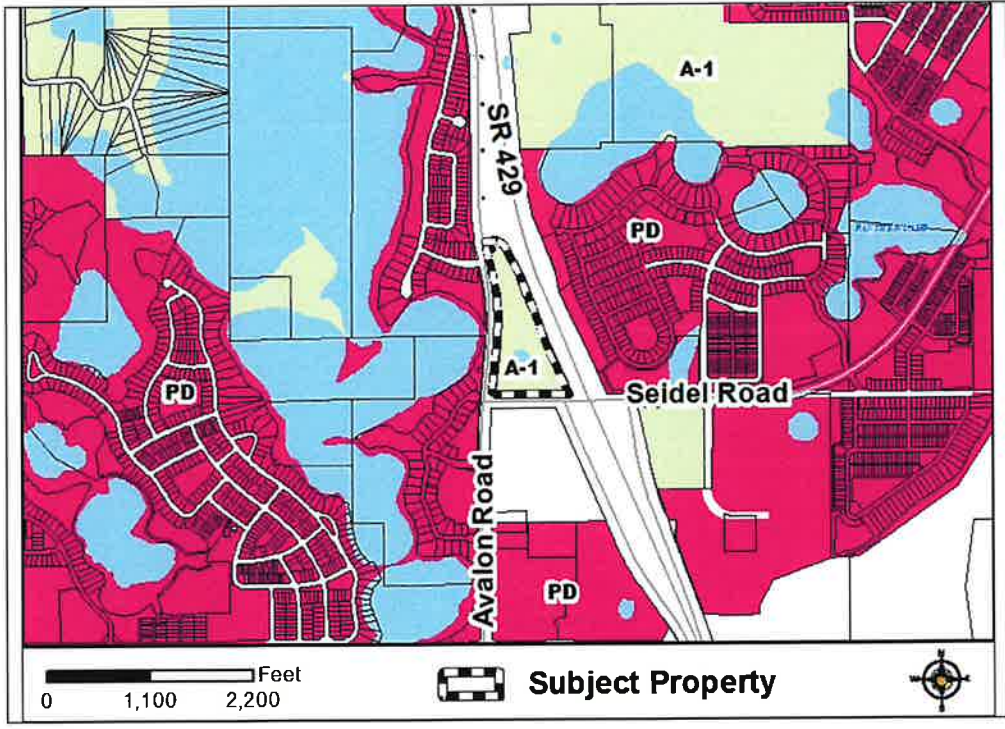 A-1
SR 429
PD
A-1
PD
Seidel Road
Avalon Road
PD
Feet
0 1,100 2,200
Subject Property
N
W
S